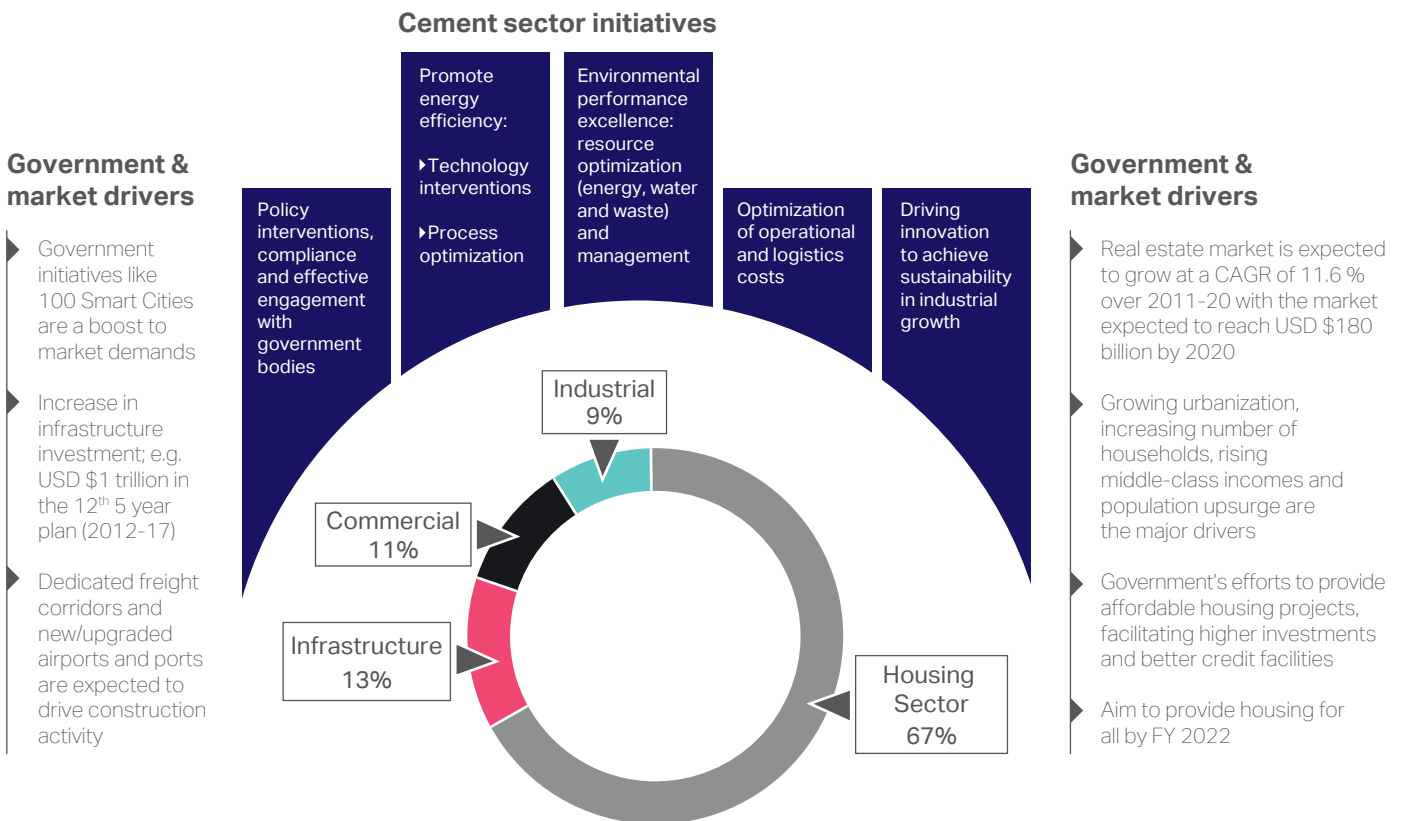 Cement sector initiatives
Government &
market drivers
Government
initiatives like
100 Smart Cities
are a boost to
market demands
Increase in
infrastructure
investment; e.g.
USD $1 trillion in
the 12th 5 year
plan (2012-17)
Dedicated freight
corridors and
new/upgraded
airports and ports
are expected to
drive construction
activity
Policy
interventions,
compliance
and effective
engagement
with
government
bodies
Promote
energy
efficiency:
Technology
interventions
Process
optimization
Environmental
performance
excellence:
resource
optimization
(energy, water
and waste)
and
management
Optimization
of operational
and logistics
costs
Driving
innovation
to achieve
sustainability
in industrial
growth
Industrial
9%
Commercial
11%
Infrastructure
13%
Housing
Sector
67%
Government &
market drivers
Real estate market is expected
to grow at a CAGR of 11.6 %
over 2011-20 with the market
expected to reach USD $180
billion by 2020
Growing urbanization,
increasing number of
households, rising
middle-class incomes and
population upsurge are
the major drivers
Government’s efforts to provide
affordable housing projects,
facilitating higher investments
and better credit facilities
Aim to provide housing for
all by FY 2022